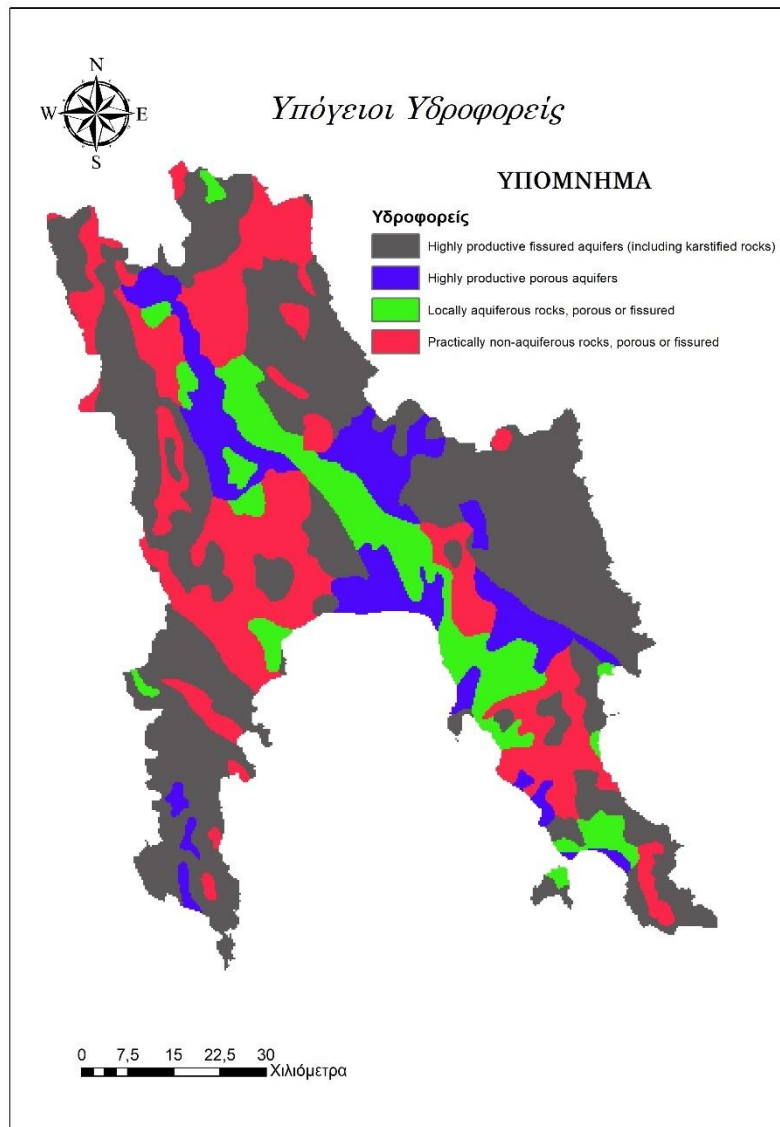 N
Υπόγειοι Υδροφορείς
W E
S
ΥΠΟΜΝΗΜΑ
Υδροφορείς
Highly productive fissured aquifers (including karstified rocks)
Highly productive porous aquifers
Locally aquiferous rocks, porous or fissured
Practically non-aquiferous rocks, porous or fissured
0 7,5 15 22,5 30
Χιλιόμετρα